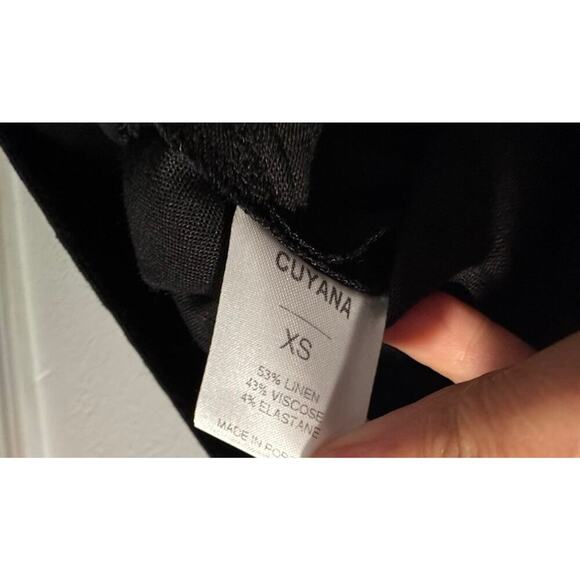 CUYANA
XS
53% LINEN
43% VISCOSE
4% ELASTANE
MADE IN